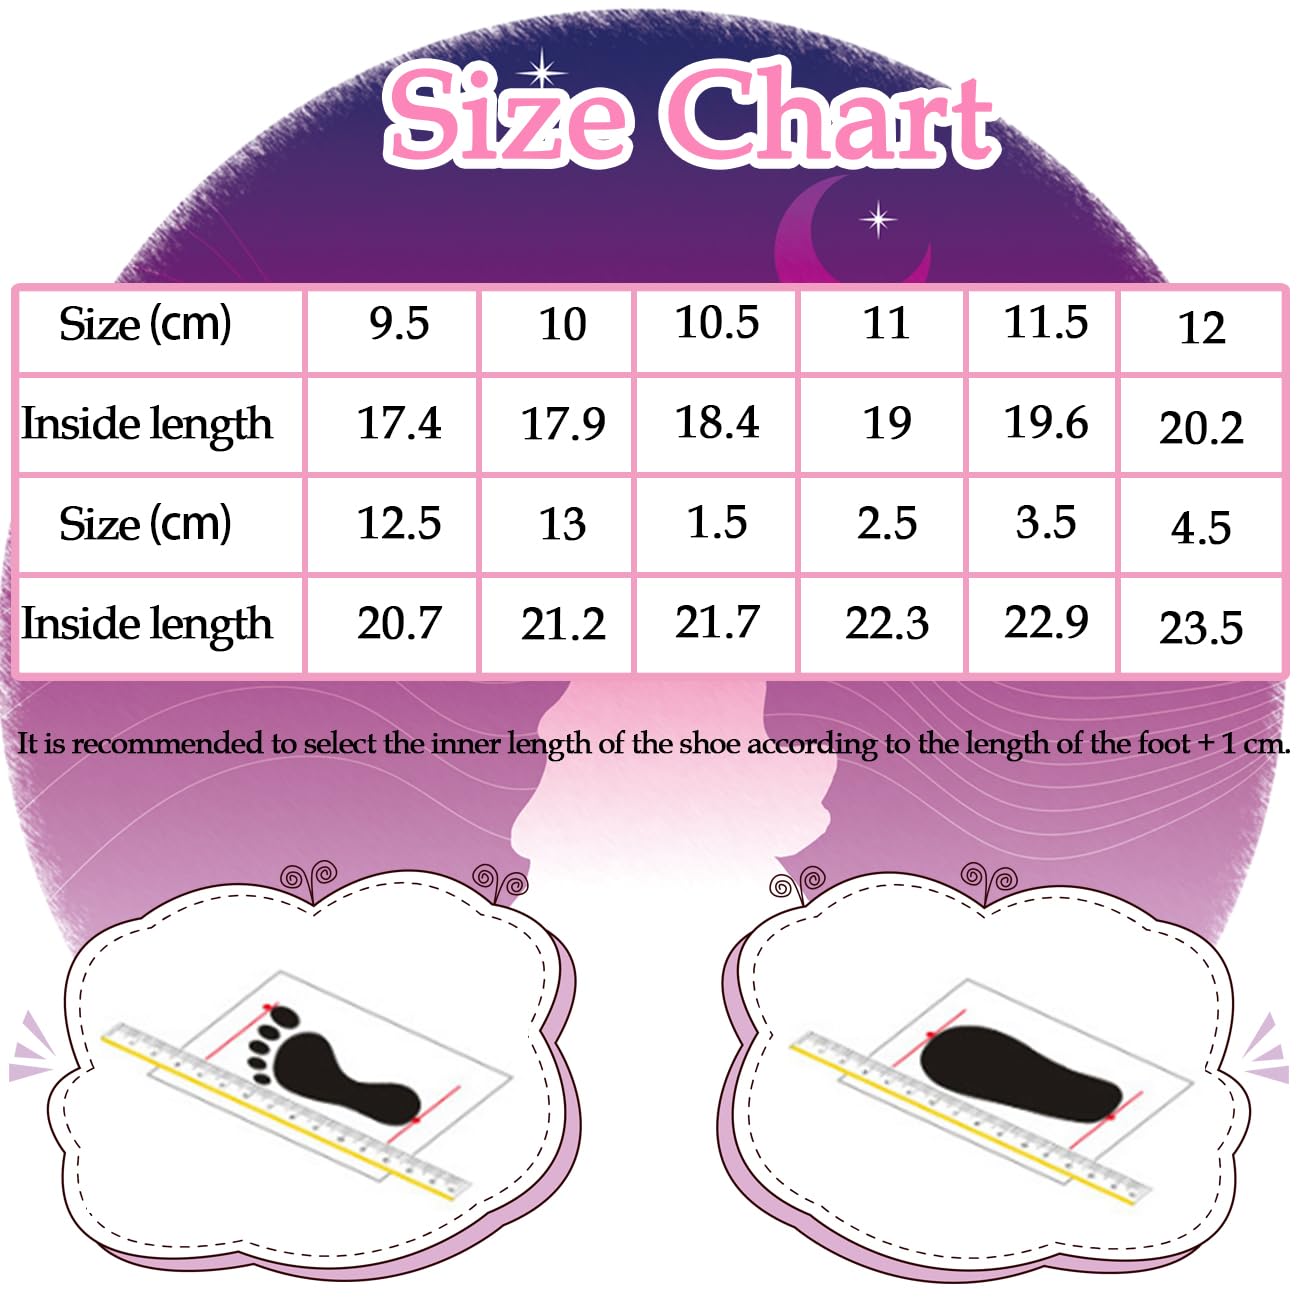 Size Chart
Size (cm) 9.5 10 10.5 11 11.5 12
Inside length 17.4 17.9 18.4 19 19.6 20.2
Size (cm) 12.5 13 1.5 2.5 3.5 4.5
Inside length 20.7 21.2 21.7 22.3 22.9 23.5
It is recommended to select the inner length of the shoe according to the length of the foot + 1 cm.